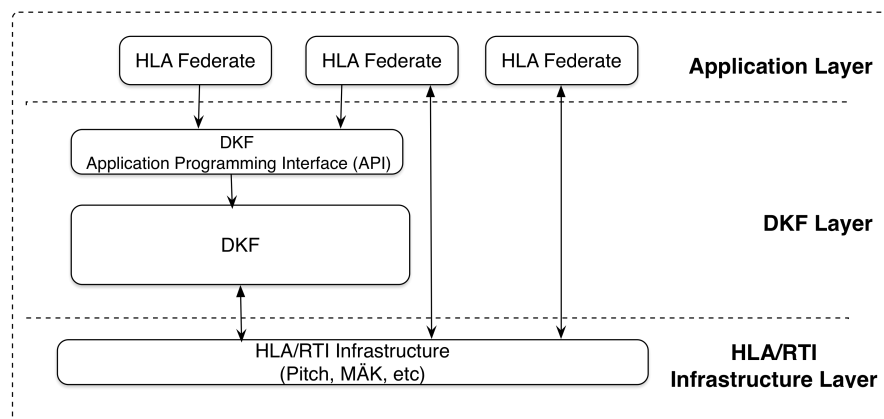 HLA Federate
HLA Federate
HLA Federate
Application Layer
DKF
Application Programming Interface (API)
DKF
DKF Layer
HLA/RTI Infrastructure
(Pitch, MÄK, etc)
HLA/RTI
Infrastructure Layer